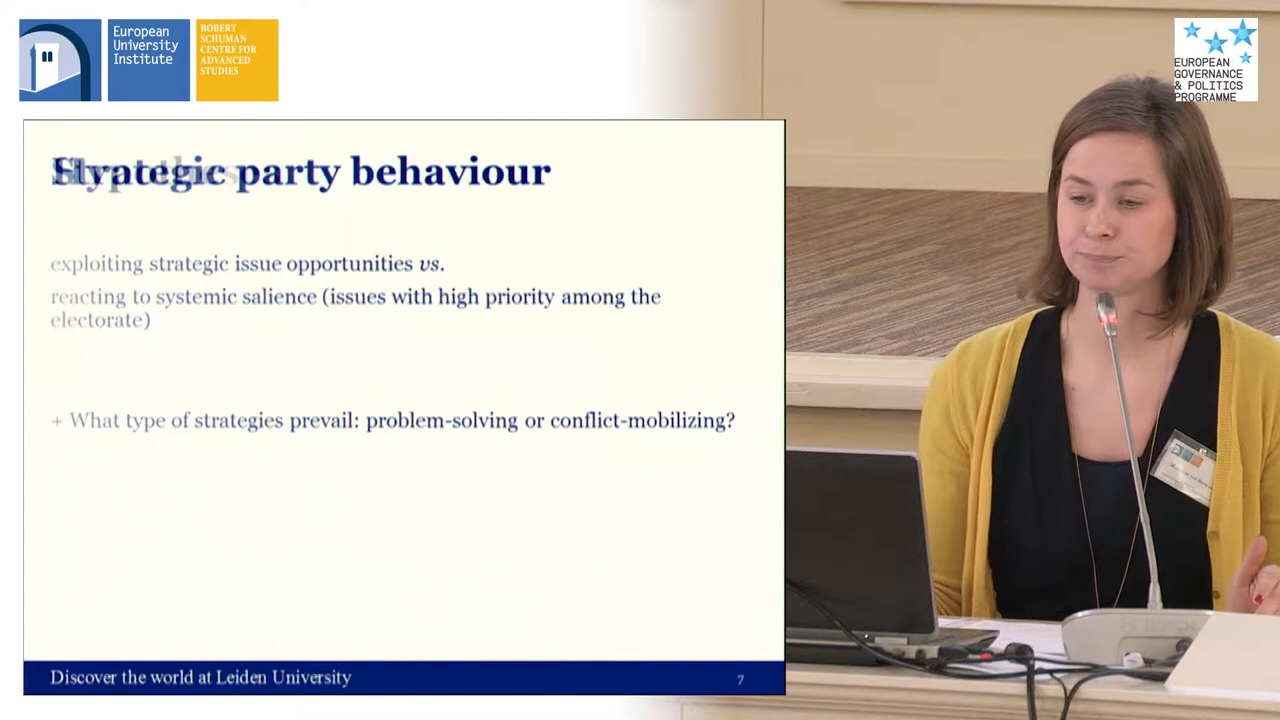 European
University
Institute
ROBERT
SCHUMAN
CENTRE FOR
ADVANCED
STUDIES
EUROPEAN
GOVERNANCE
& POLITICS
PROGRAMME
Strategic party behaviour
exploiting strategic issue opportunities vs.
reacting to systemic salience (issues with high priority among the
electorate)
+ What type of strategies prevail: problem-solving or conflict-mobilizing?
Discover the world at Leiden University
7